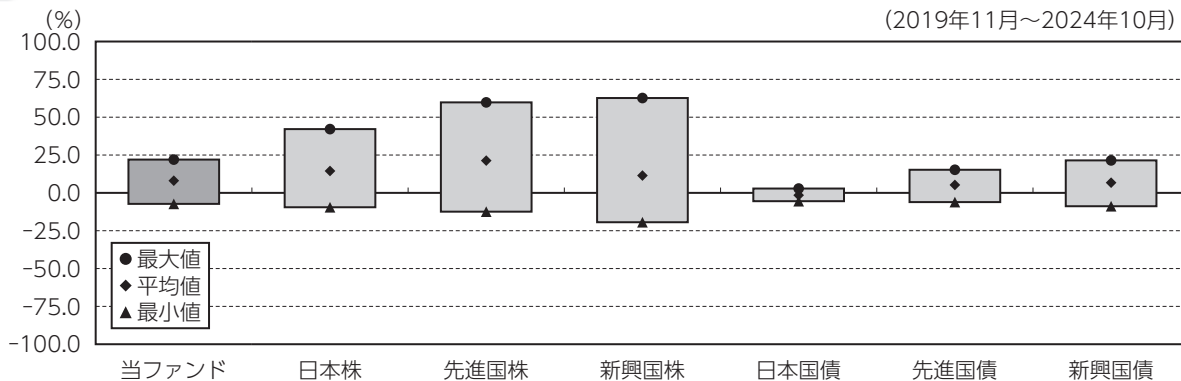 (%)
(2019年11月～2024年10月)
100.0
75.0
50.0
25.0
0.0
-25.0
-50.0
-75.0
-100.0
●最大値
◆平均値
▲最小値
当ファンド 日本株 先進国株 新興国株 日本国債 先進国債 新興国債